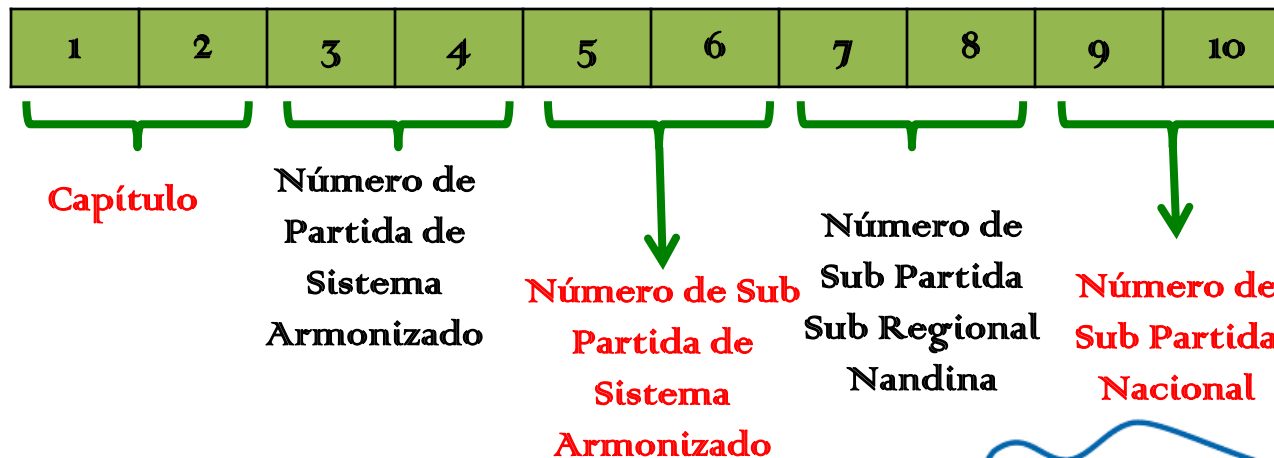 1 2 3 4 5 6 7 8 9 10
Capítulo
Número de
Partida de
Sistema
Armonizado
Número de Sub
Partida de
Sistema
Armonizado
Número de
Sub Partida
Sub Regional
Nandina
Número de
Sub Partida
Nacional